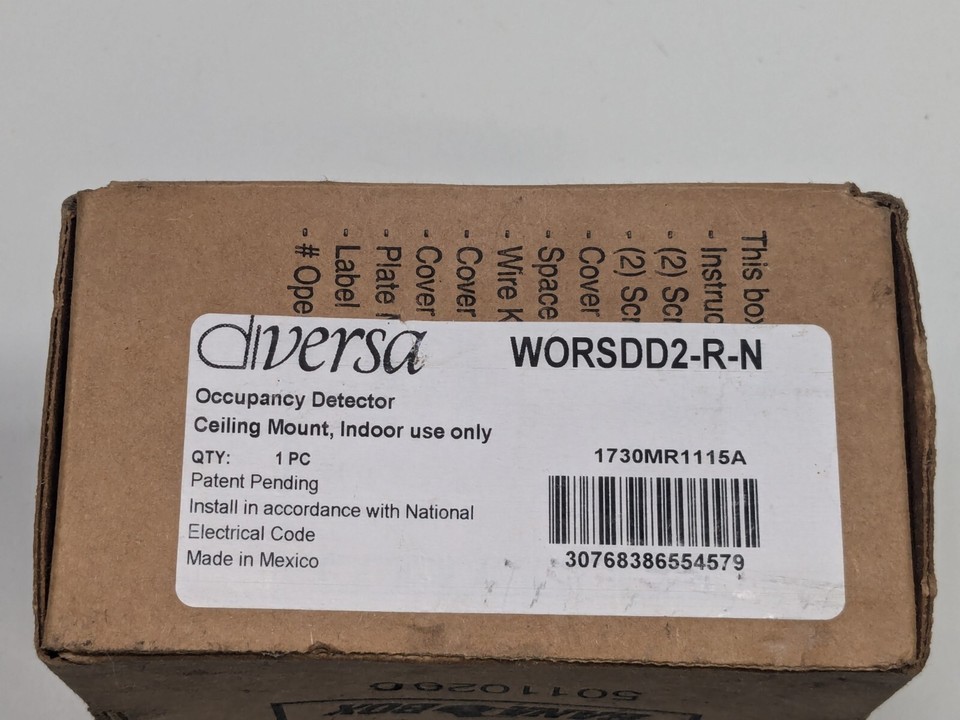 This box
- Instruc
- (2) Scr
- (2) Scr
- Cover
- Space
- Wire K
- Cover
- Cover
- Plate
- Label
- # Ope
diversa
WORSDD2-R-N
Occupancy Detector
Ceiling Mount, Indoor use only
QTY: 1 PC
Patent Pending
Install in accordance with National
Electrical Code
Made in Mexico
1730MR1115A
30768386554579